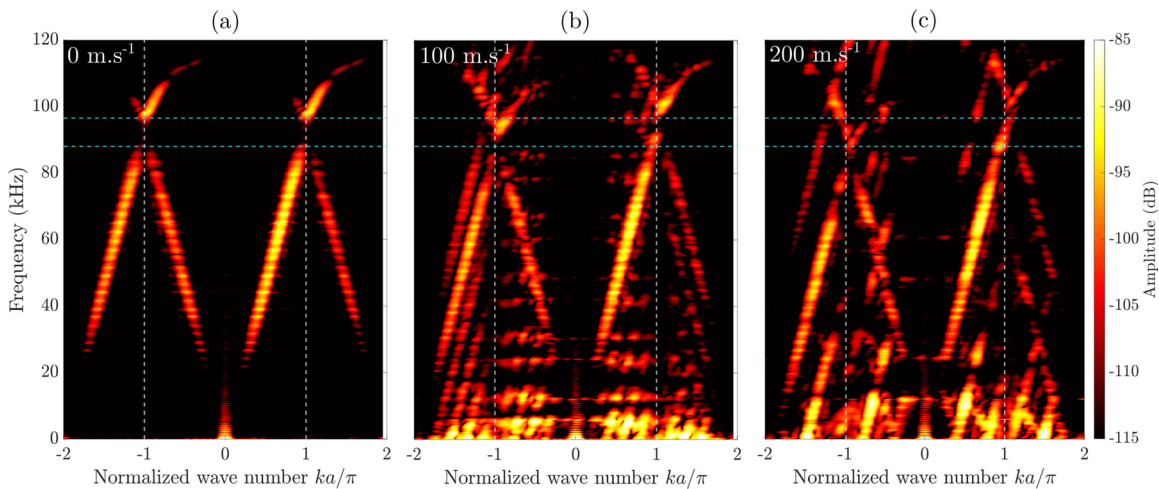 (a) (b) (c)
0 m.s-1 100 m.s-1 200 m.s-1
120 -85
100 -90
80 -95
60 -100
40 -105
20 -110
0 -115
-2 -1 0 1 2 -2 -1 0 1 2 -2 -1 0 1 2
Normalized wave number ka/π Normalized wave number ka/π Normalized wave number ka/π
Frequency (kHz)
Amplitude (dB)